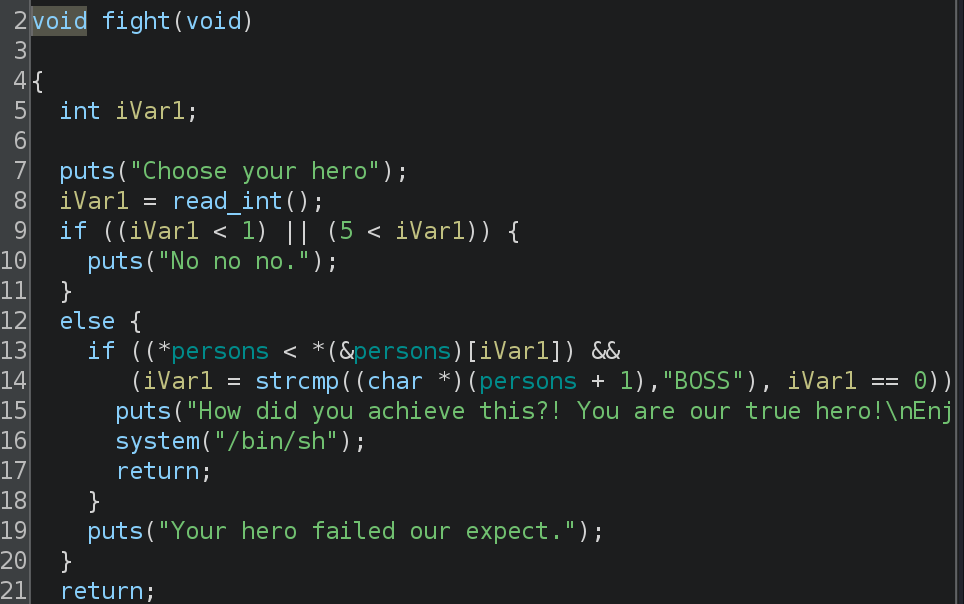 2 void fight(void)
3
4 {
5   int iVar1;
6
7   puts("Choose your hero");
8   iVar1 = read_int();
9   if ((iVar1 < 1) || (5 < iVar1)) {
10     puts("No no no.");
11   }
12   else {
13     if ((*persons < *(&persons)[iVar1]) &&
14        (iVar1 = strcmp((char *)(persons + 1),"BOSS"), iVar1 == 0))
15       puts("How did you achieve this?! You are our true hero!\nEnj
16       system("/bin/sh");
17       return;
18     }
19     puts("Your hero failed our expect.");
20   }
21   return;